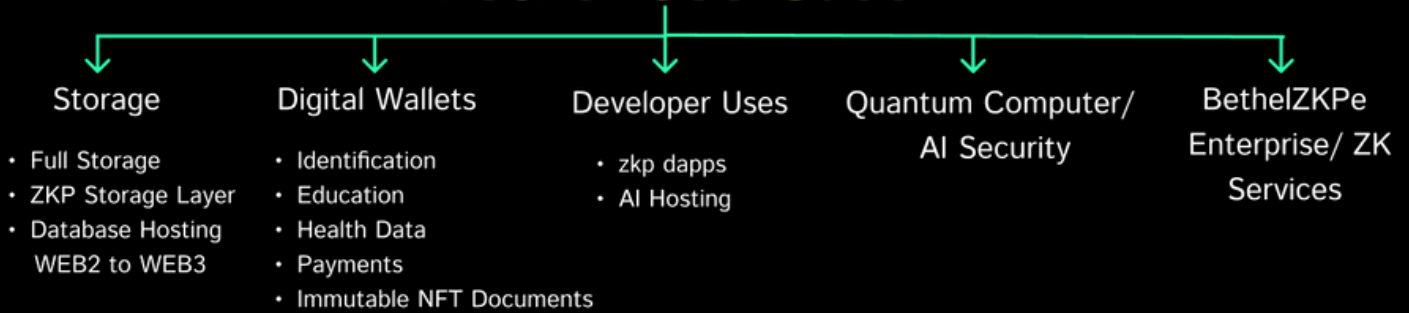 Storage
• Full Storage
• ZKP Storage Layer
• Database Hosting
WEB2 to WEB3
Digital Wallets
• Identification
• Education
• Health Data
• Payments
• Immutable NFT Documents
Developer Uses
• zkp dapps
• AI Hosting
Quantum Computer/
AI Security
BethelZKPe
Enterprise/ ZK
Services